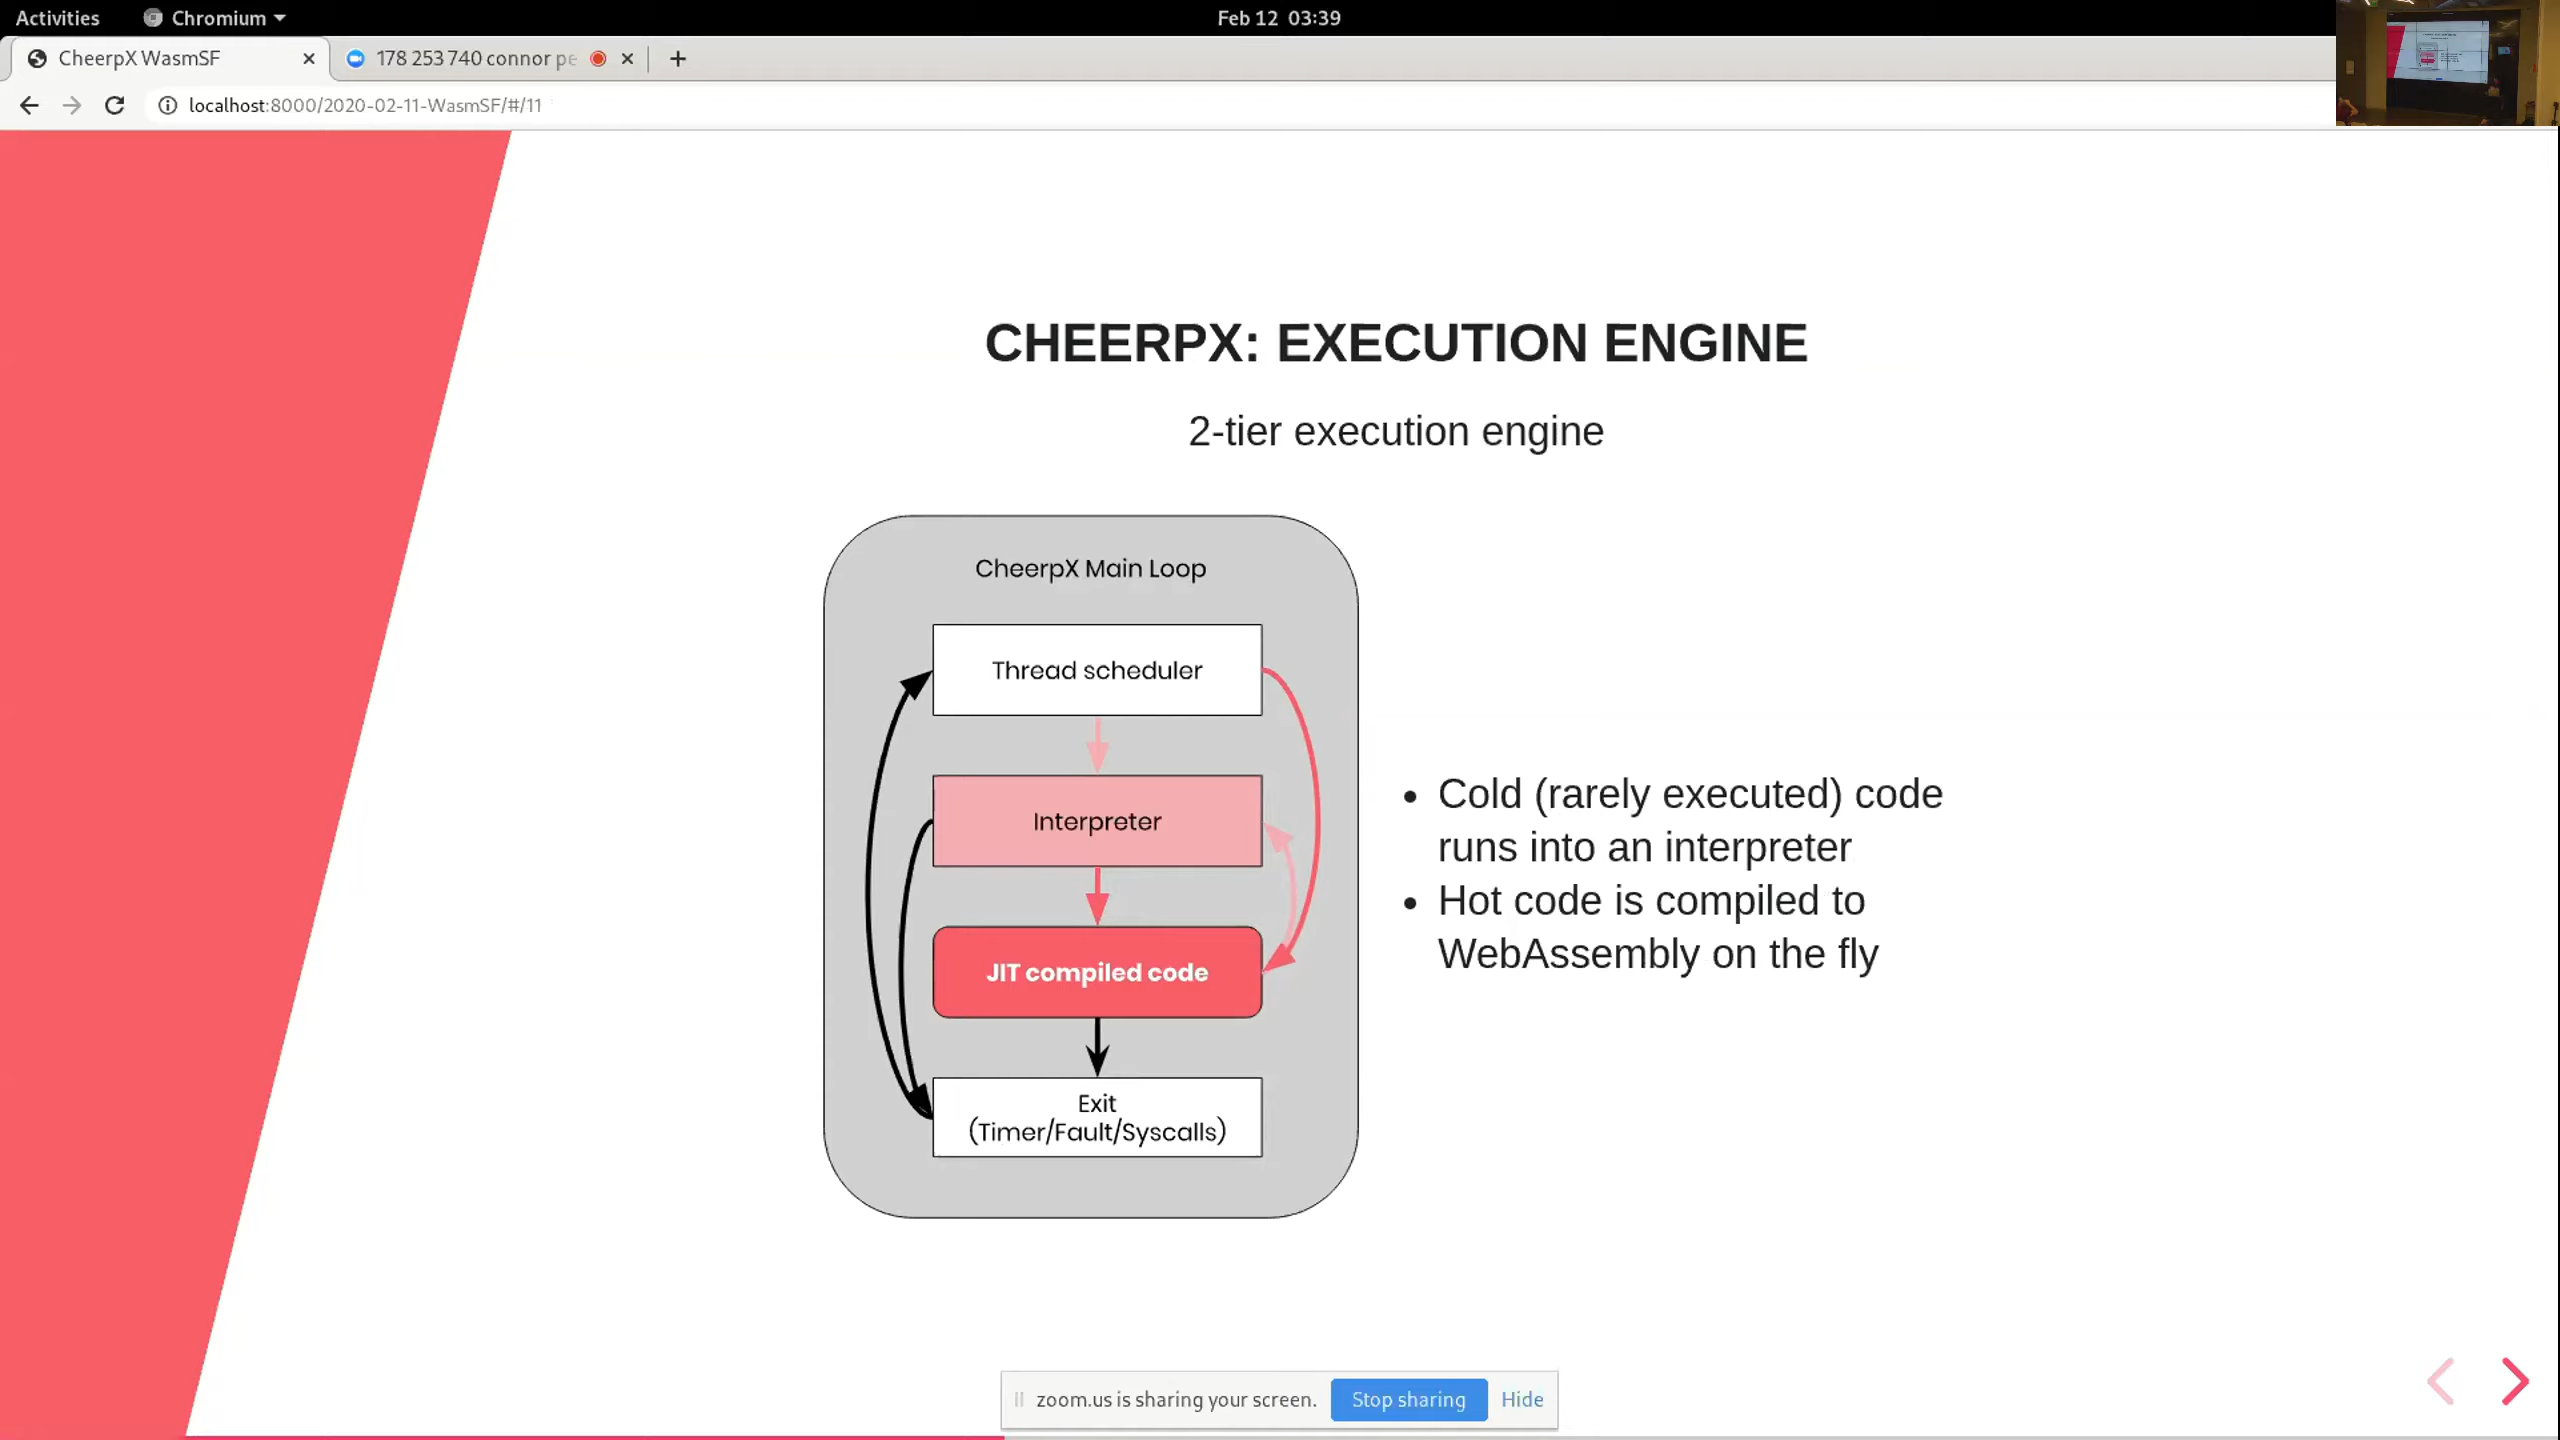 Activities
Chromium
Feb 12 03:39
CheerpX WasmSF
178 253 740 connor pe
localhost:8000/2020-02-11-WasmSF/#/11
CHEERPX: EXECUTION ENGINE
2-tier execution engine
CheerpX Main Loop
Thread scheduler
Interpreter
JIT compiled code
Exit
(Timer/Fault/Syscalls)
• Cold (rarely executed) code
runs into an interpreter
• Hot code is compiled to
WebAssembly on the fly
zoom.us is sharing your screen.
Stop sharing
Hide